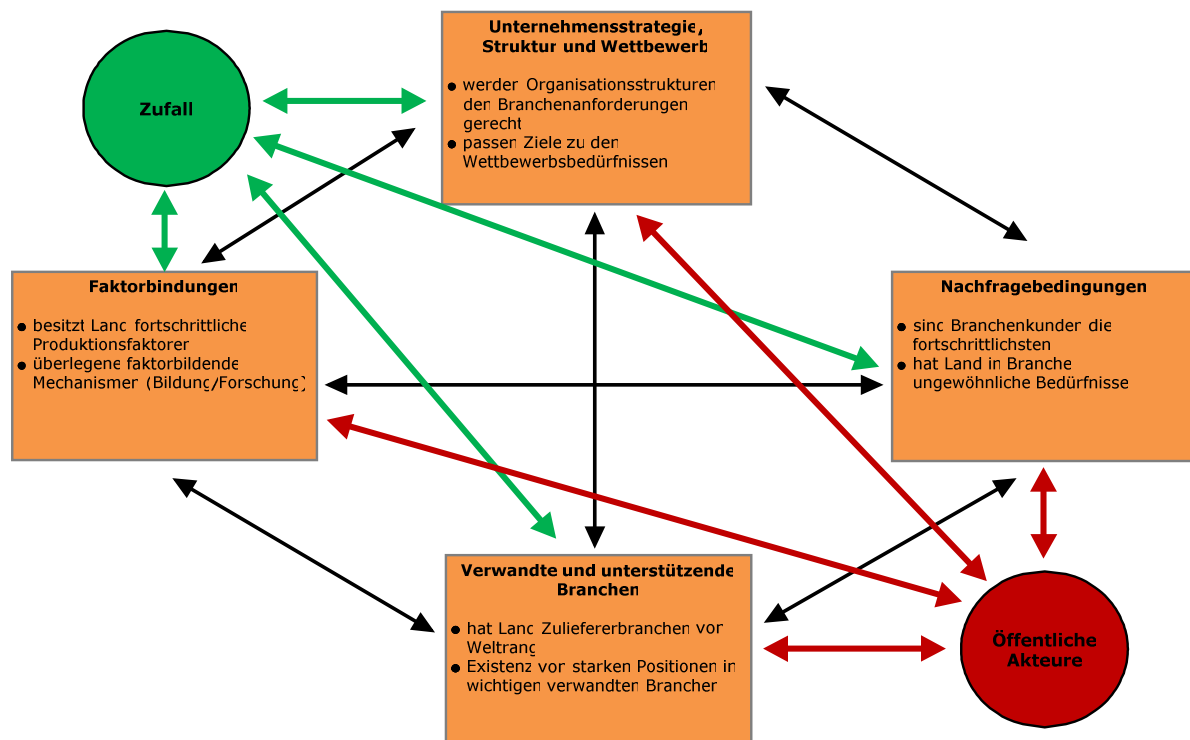 Unternehmensstrategie,
Struktur und Wettbewerb
● werden Organisationsstrukturen
den Branchenanforderungen
gerecht
● passen Ziele zu den
Wettbewerbsbedürfnissen
Zufall
Faktorbindungen
● besitzt Land fortschrittliche
Produktionsfaktoren
● überlegene faktorbildende
Mechanismen (Bildung/Forschung)
Nachfragebedingungen
● sind Branchenkunden die
fortschrittlichsten
● hat Land in Branche
ungewöhnliche Bedürfnisse
Verwandte und unterstützende
Branchen
● hat Land Zuliefererbranchen von
Weltrang
● Existenz von starken Positionen in
wichtigen verwandten Branchen
Öffentliche
Akteure